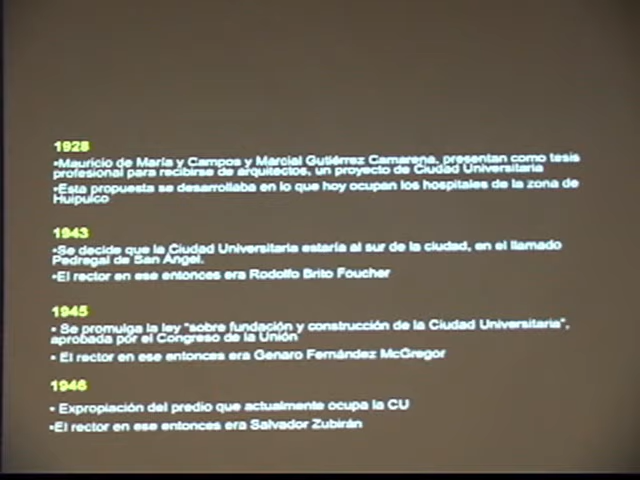 1928
•Mauricio de María y Campos y Marcial Gutiérrez Camarena, presentan como tesis
profesional para recibirse de arquitectos, un proyecto de Ciudad Universitaria
•Esta propuesta se desarrollaba en lo que hoy ocupan los hospitales de la zona de
Huipulco
1943
•Se decide que la Ciudad Universitaria estaría al sur de la ciudad, en el llamado
Pedregal de San Ángel.
•El rector en ese entonces era Rodolfo Brito Foucher
1945
• Se promulga la ley "sobre fundación y construcción de la Ciudad Universitaria",
aprobada por el Congreso de la Unión
• El rector en ese entonces era Genaro Fernández McGregor
1946
• Expropiación del predio que actualmente ocupa la CU
•El rector en ese entonces era Salvador Zubirán